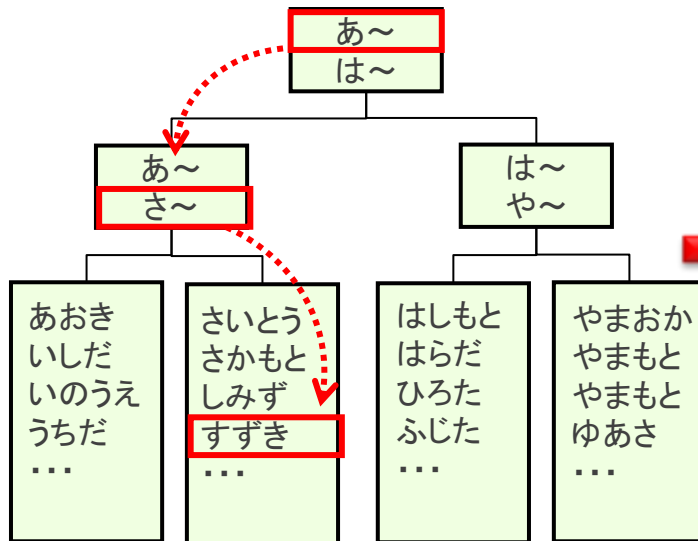 あ～
は～
あ～
さ～
は～
や～
あおき
いしだ
いのうえ
うちだ
・・・
さいとう
さかもと
しみず
すずき
・・・
はしもと
はらだ
ひろた
ふじた
・・・
やまおか
やまもと
やまもと
ゆあさ
・・・